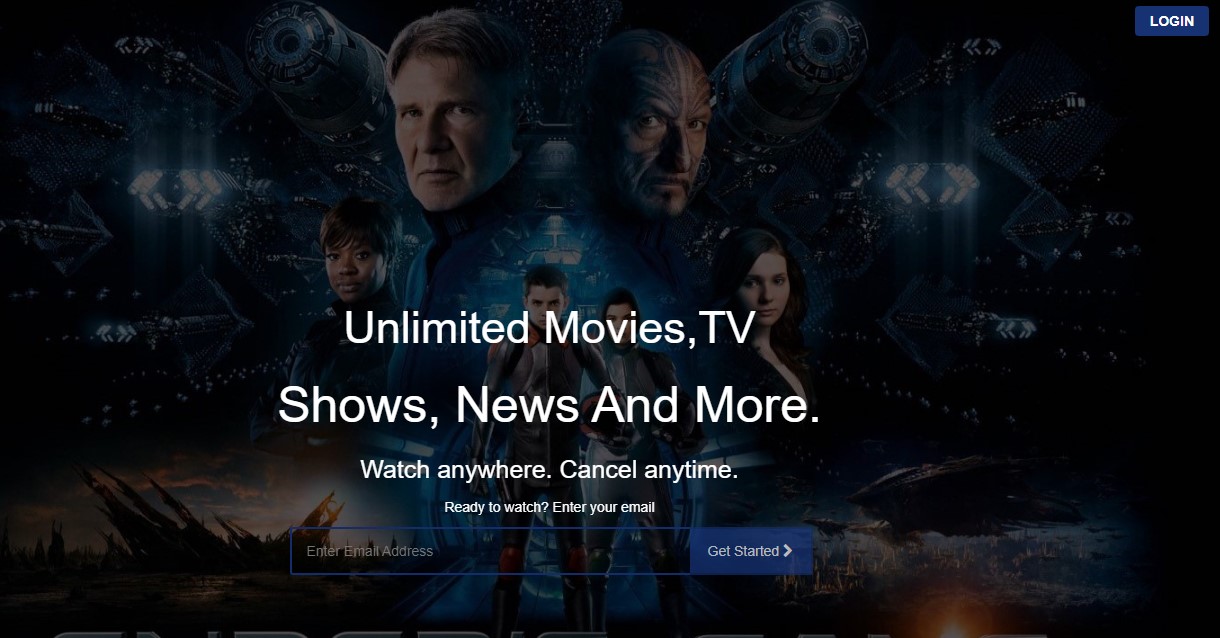 LOGIN
Unlimited Movies,TV
Shows, News And More.
Watch anywhere. Cancel anytime.
Ready to watch? Enter your email
Enter Email Address
Get Started